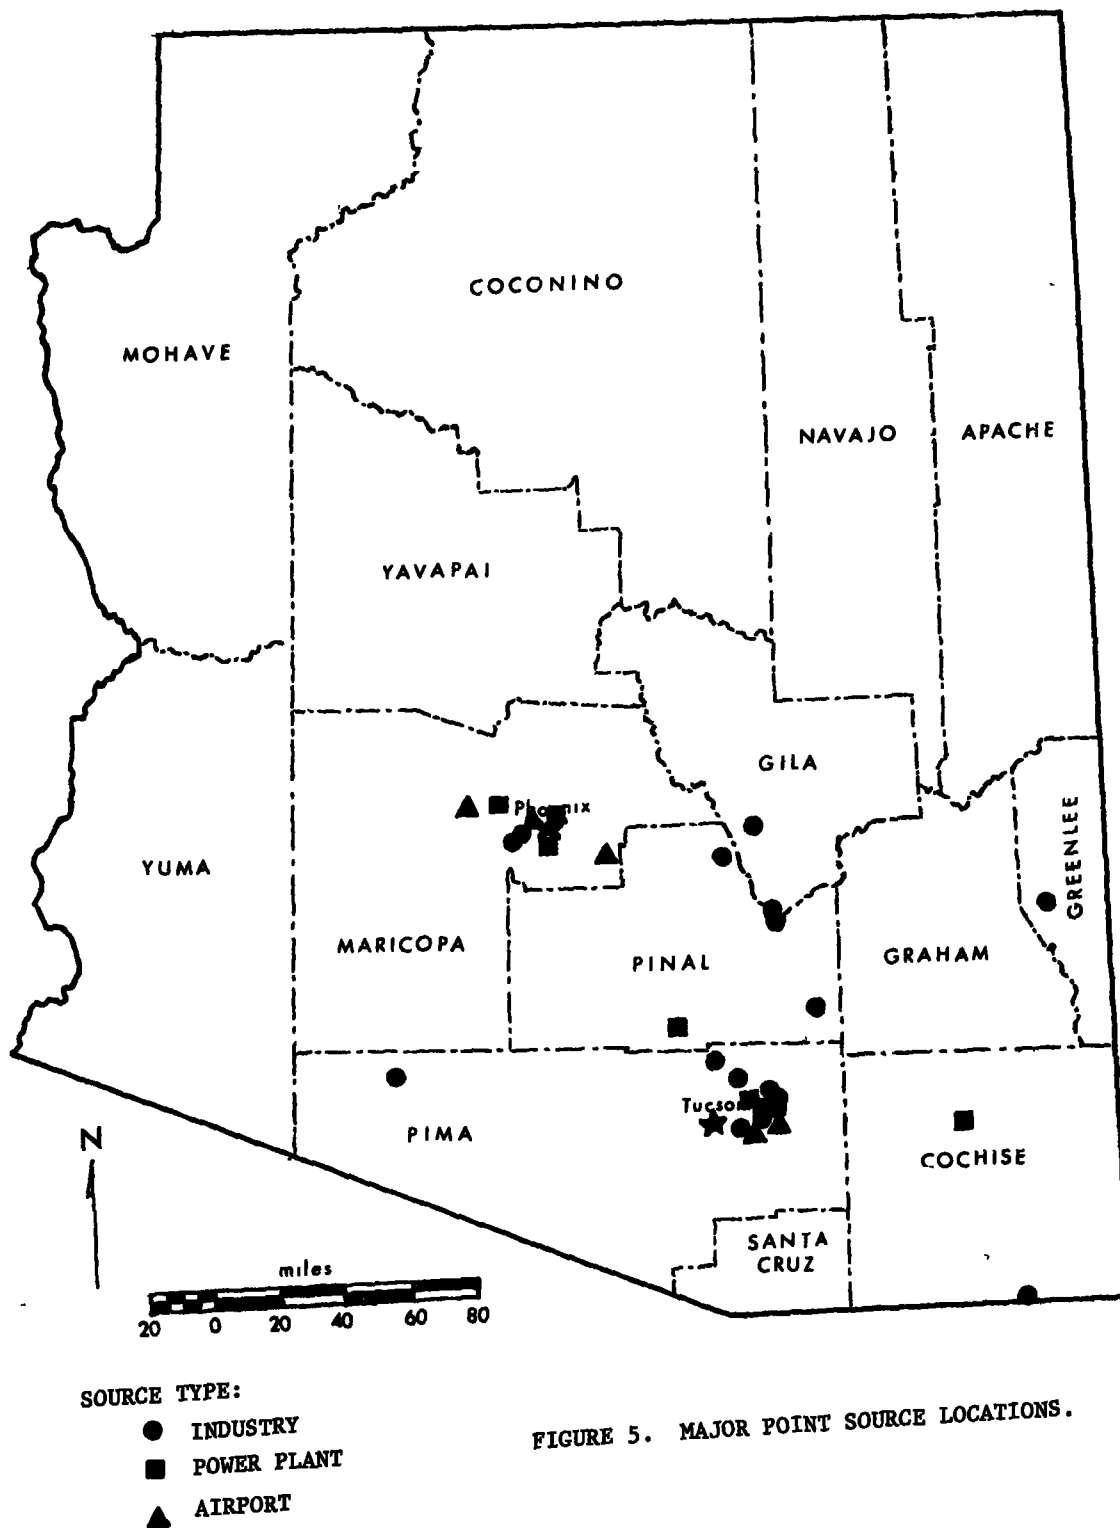 COCONINO
MOHAVE
NAVAJO
APACHE
YAVAPAI
GILA
Phoenix
GREENLEE
YUMA
MARICOPA
PINAL
GRAHAM
Tucson
PIMA
COCHISE
N
SANTA
CRUZ
miles
20 0 20 40 60 80
SOURCE TYPE:
INDUSTRY
POWER PLANT
AIRPORT
FIGURE 5. MAJOR POINT SOURCE LOCATIONS.